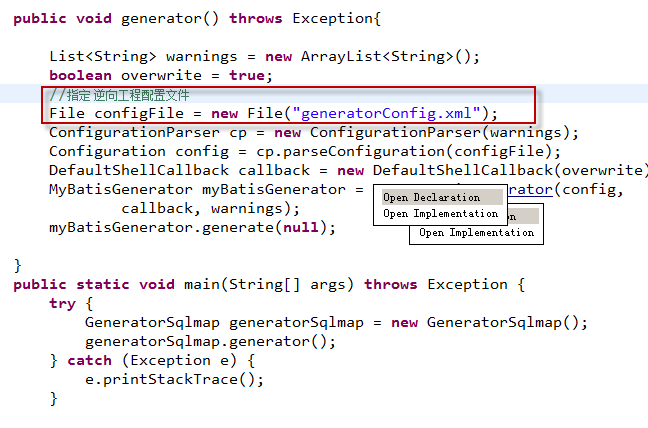 public void generator() throws Exception{
List<String> warnings = new ArrayList<String>();
boolean overwrite = true;
//指定 逆向工程配置文件
File configFile = new File("generatorConfig.xml");
ConfigurationParser cp = new ConfigurationParser(warnings);
Configuration config = cp.parseConfiguration(configFile);
DefaultShellCallback callback = new DefaultShellCallback(overwrite)
MyBatisGenerator myBatisGenerator = erator(config,
Open Declaration
Open Implementation
on
Open Implementation
callback, warnings);
myBatisGenerator.generate(null);
}
public static void main(String[] args) throws Exception {
try {
GeneratorSqlmap generatorSqlmap = new GeneratorSqlmap();
generatorSqlmap.generator();
} catch (Exception e) {
e.printStackTrace();
}